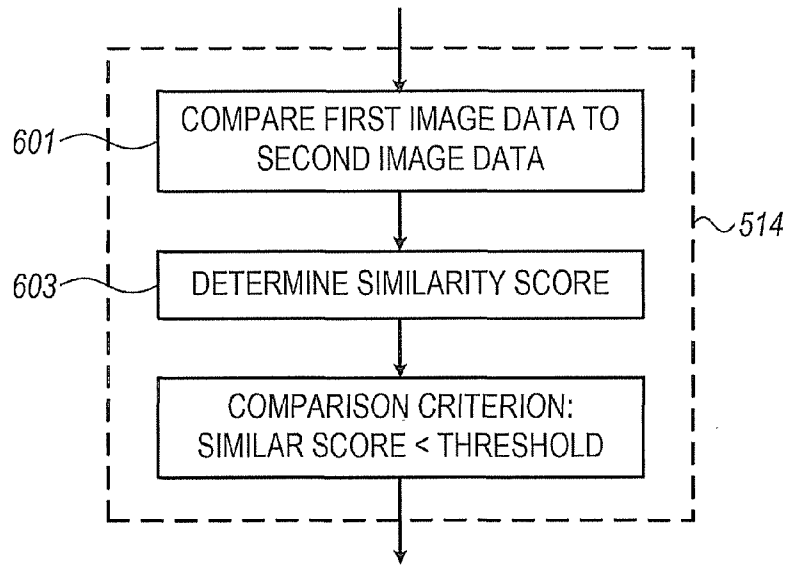 COMPARE FIRST IMAGE DATA TO
SECOND IMAGE DATA
601
514
DETERMINE SIMILARITY SCORE
603
COMPARISON CRITERION:
SIMILAR SCORE < THRESHOLD